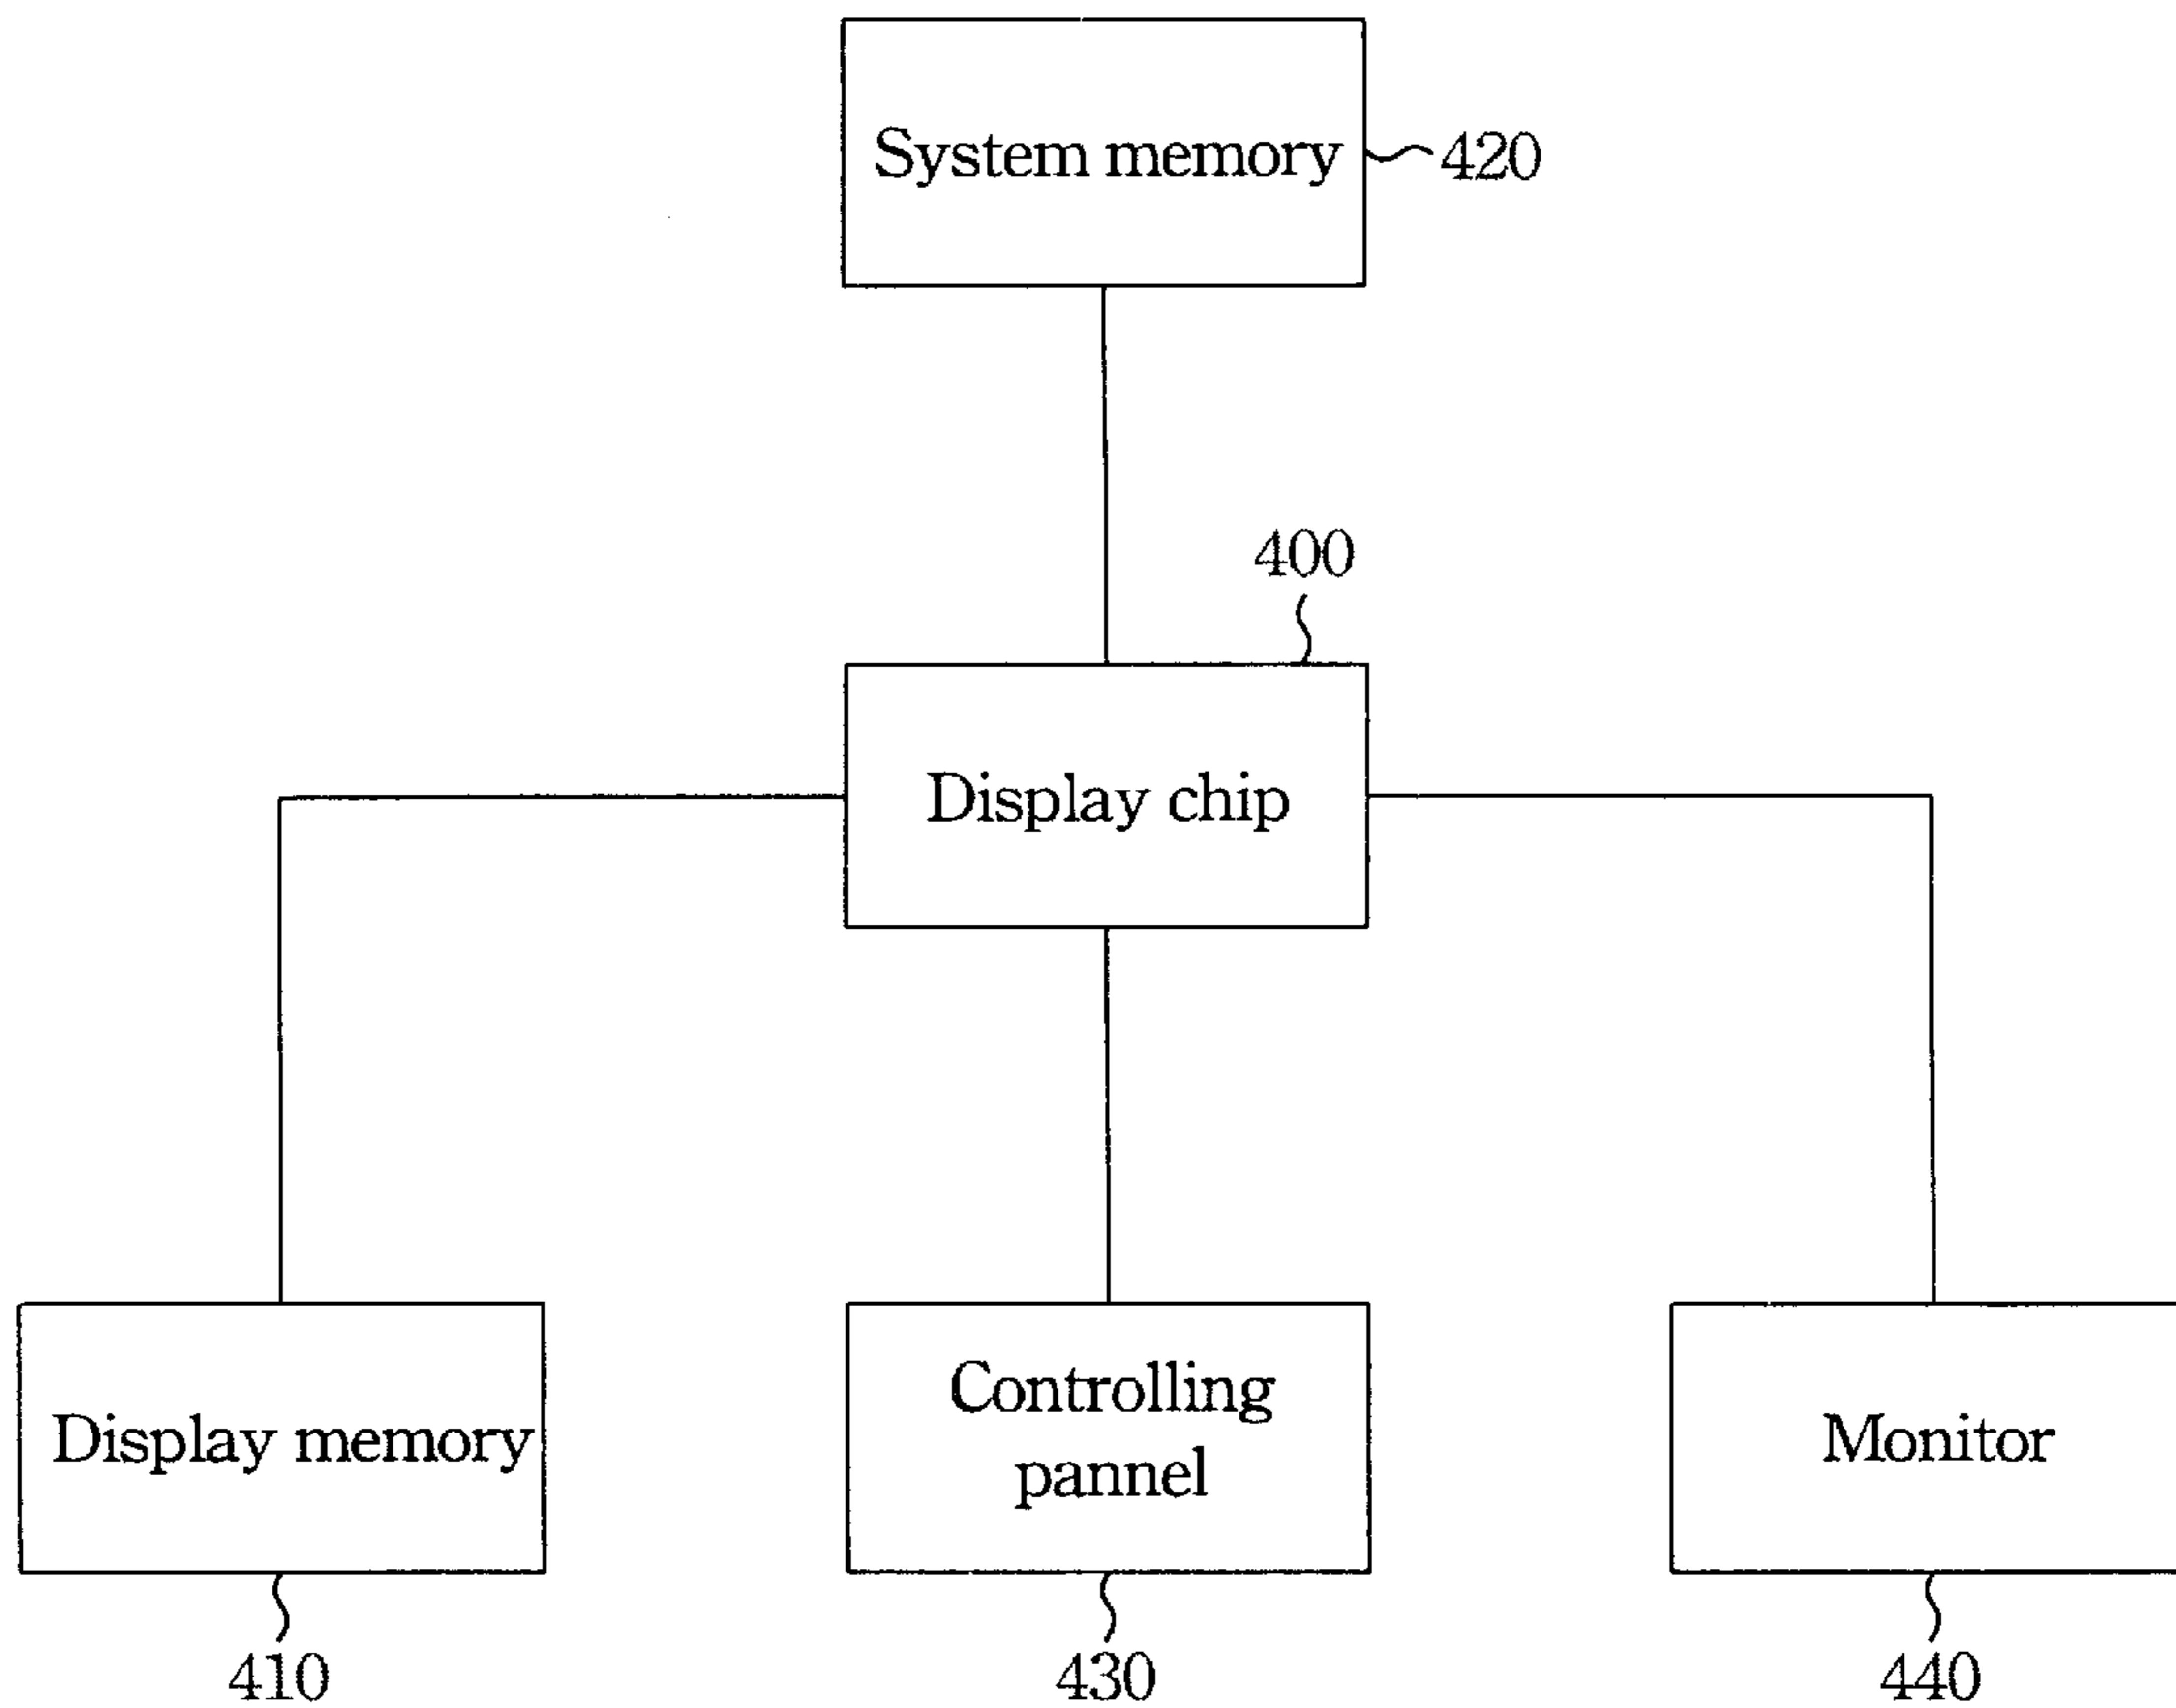 System memory
420
400
Display chip
Display memory
Controlling
pannel
Monitor
410
430
440